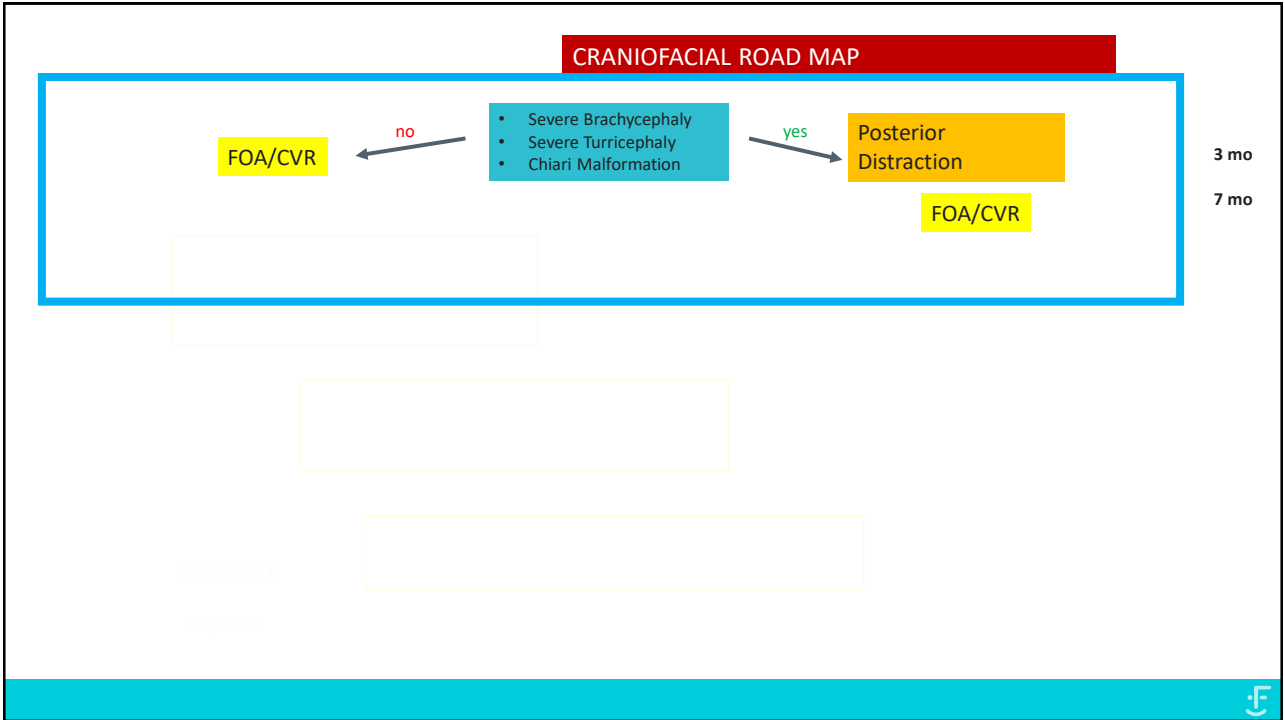 CRANIOFACIAL ROAD MAP
FOA/CVR
no
• Severe Brachycephaly
• Severe Turricephaly
• Chiari Malformation
yes
Posterior
Distraction
3 mo
7 mo
FOA/CVR